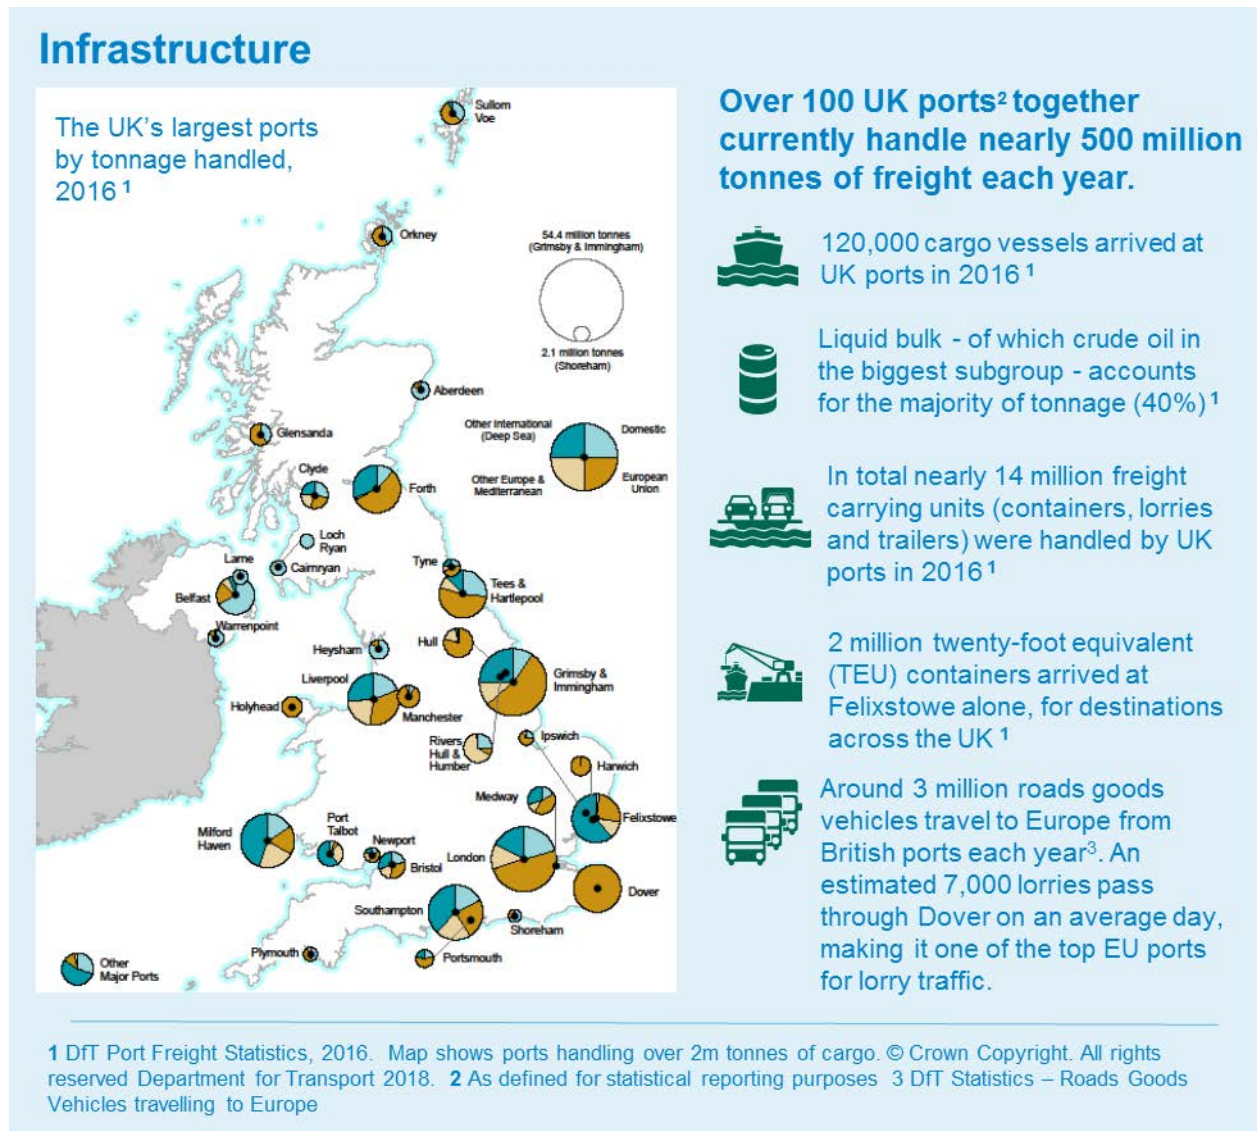 Infrastructure
The UK's largest ports
by tonnage handled,
2016 1
Sullom
Voe
Orkney
54.4 million tonnes
(Grimsby & Immingham)
2.1 million tonnes
(Shoreham)
Aberdeen
Other International
(Deep Sea)
Domestic
Other Europe &
Mediterranean
European
Union
Glensanda
Clyde
Forth
Loch
Ryan
Cairnryan
Larne
Belfast
Warrenpoint
Tyne
Tees &
Hartlepool
Heysham
Hull
Liverpool
Grimsby &
Immingham
Holyhead
Manchester
Rivers
Hull &
Humber
Ipswich
Harwich
Medway
Felixstowe
Milford
Haven
Port
Talbot
Newport
Bristol
London
Dover
Southampton
Shoreham
Plymouth
Portsmouth
Other
Major Ports
Over 100 UK ports2 together
currently handle nearly 500 million
tonnes of freight each year.
120,000 cargo vessels arrived at
UK ports in 2016 1
Liquid bulk - of which crude oil in
the biggest subgroup - accounts
for the majority of tonnage (40%) 1
In total nearly 14 million freight
carrying units (containers, lorries
and trailers) were handled by UK
ports in 2016 1
2 million twenty-foot equivalent
(TEU) containers arrived at
Felixstowe alone, for destinations
across the UK 1
Around 3 million roads goods
vehicles travel to Europe from
British ports each year3. An
estimated 7,000 lorries pass
through Dover on an average day,
making it one of the top EU ports
for lorry traffic.
1 DfT Port Freight Statistics, 2016. Map shows ports handling over 2m tonnes of cargo. © Crown Copyright. All rights
reserved Department for Transport 2018. 2 As defined for statistical reporting purposes 3 DfT Statistics – Roads Goods
Vehicles travelling to Europe